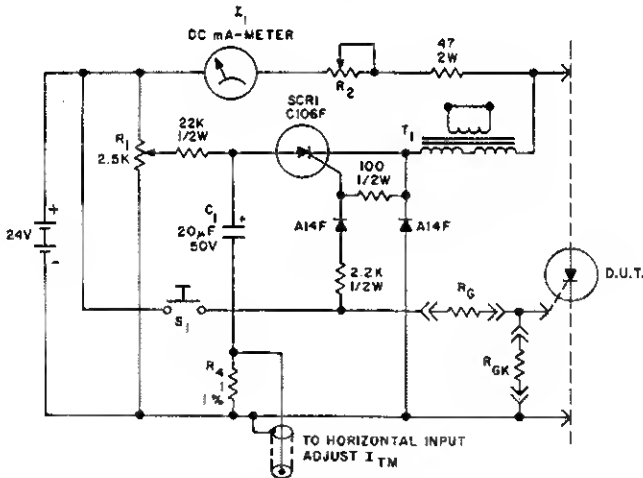 I1
DC mA-METER
47
2W
R2
SCR1
C106F
T1
22K
1/2W
R1
2.5K
100
1/2W
C1
+
20µF
50V
A14F
A14F
+
24V
-
2.2K
1/2W
D.U.T.
RG
S1
RGK
R4
1
1%
TO HORIZONTAL INPUT
ADJUST ITM